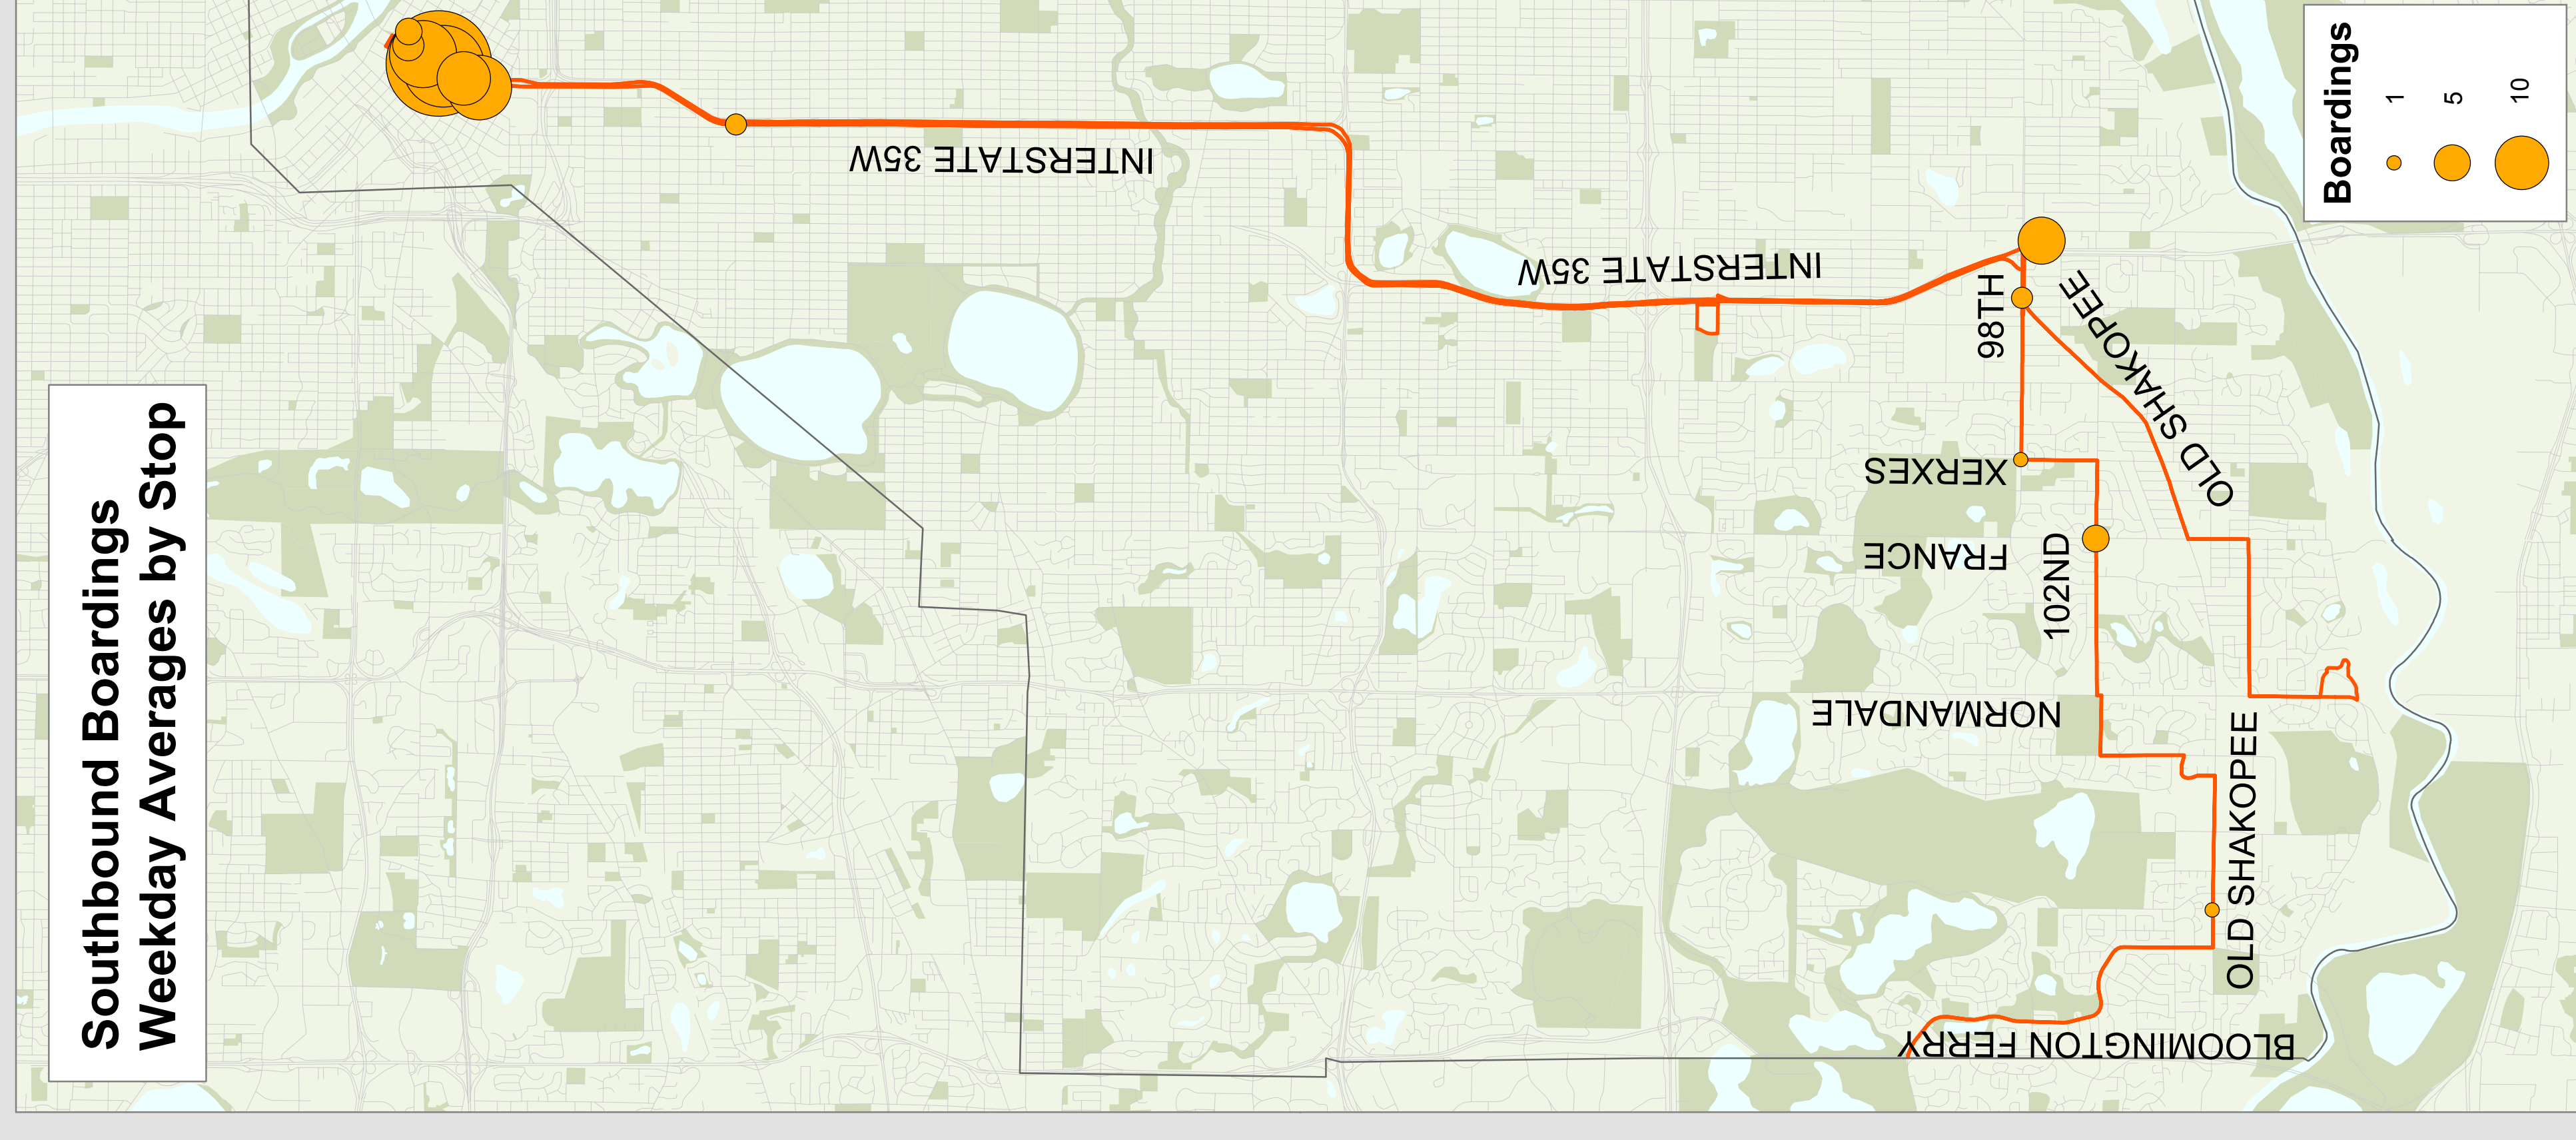 Southbound Boardings
Weekday Averages by Stop
INTERSTATE 35W
INTERSTATE 35W
98TH
OLD SHAKOPEE
XERXES
FRANCE
102ND
NORMANDALE
OLD SHAKOPEE
BLOOMINGTON FERRY
Boardings
1
5
10